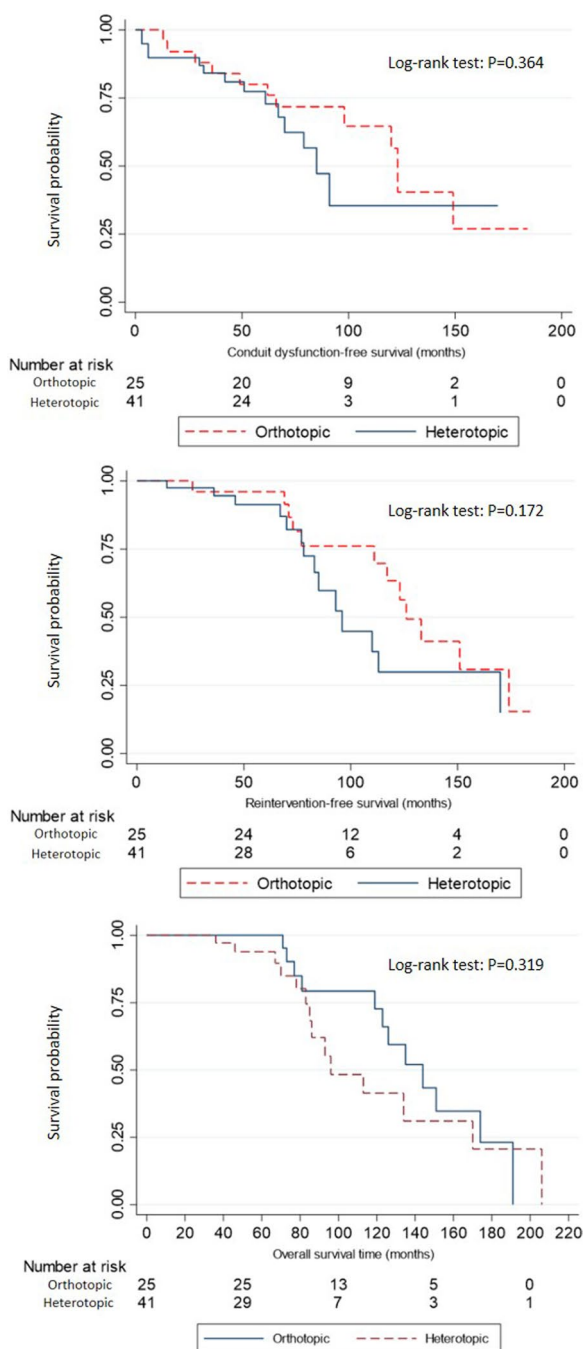 Log-rank test: P=0.364
Survival probability
1.00
0.75
0.50
0.25
0.00
0 50 100 150 200
Conduit dysfunction-free survival (months)
Number at risk
Orthotopic 25 20 9 2 0
Heterotopic 41 24 3 1 0
Orthotopic Heterotopic
Log-rank test: P=0.172
Survival probability
1.00
0.75
0.50
0.25
0.00
0 50 100 150 200
Reintervention-free survival (months)
Number at risk
Orthotopic 25 24 12 4 0
Heterotopic 41 28 6 2 0
Orthotopic Heterotopic
Log-rank test: P=0.319
Survival probability
1.00
0.75
0.50
0.25
0.00
0 20 40 60 80 100 120 140 160 180 200 220
Overall survival time (months)
Number at risk
Orthotopic 25 25 13 5 0
Heterotopic 41 29 7 3 1
Orthotopic Heterotopic